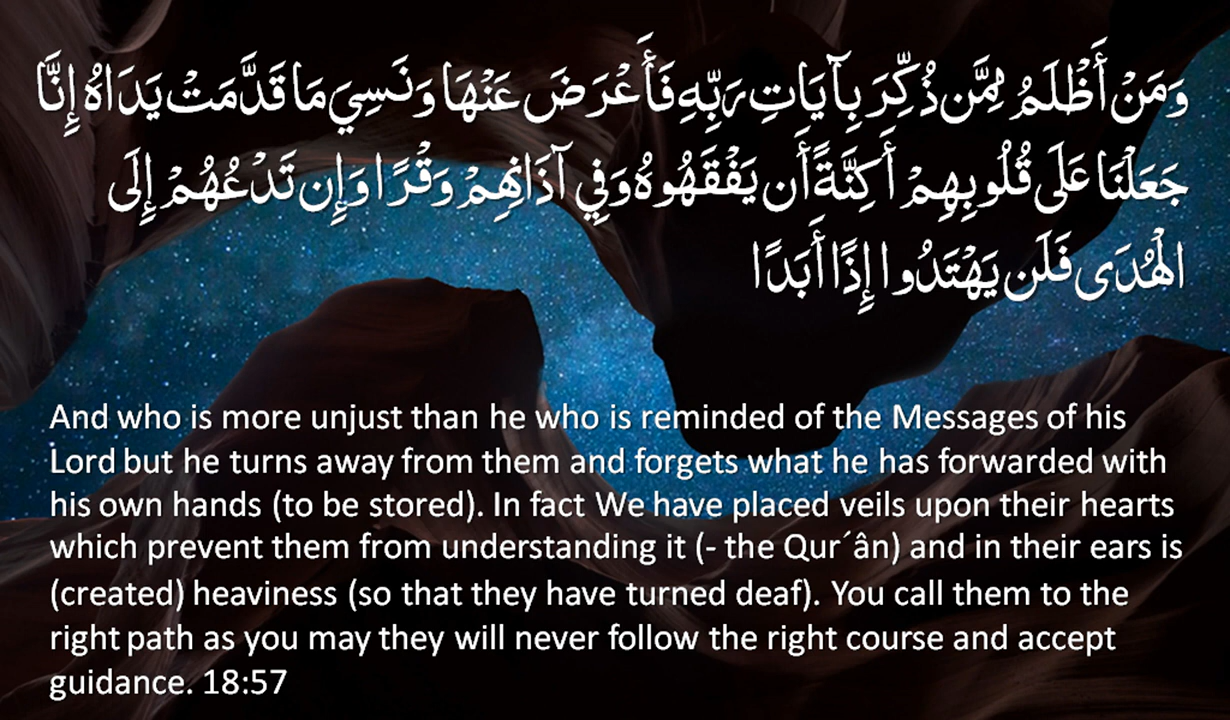 وَمَنْ أَظْلَمُ مِمَّن ذُكِّرَ بِآيَاتِ رَبِّهِ فَأَعْرَضَ عَنْهَا وَنَسِيَ مَا قَدَّمَتْ يَدَاهُ إِنَّا
جَعَلْنَا عَلَى قُلُوبِهِمْ أَكِنَّةً أَن يَفْقَهُوهُ وَفِي آذَانِهِمْ وَقْرًا وَإِن تَدْعُهُمْ إِلَى
الْهُدَى فَلَن يَهْتَدُوا إِذًا أَبَدًا
And who is more unjust than he who is reminded of the Messages of his
Lord but he turns away from them and forgets what he has forwarded with
his own hands (to be stored). In fact We have placed veils upon their hearts
which prevent them from understanding it (- the Qur´ân) and in their ears is
(created) heaviness (so that they have turned deaf). You call them to the
right path as you may they will never follow the right course and accept
guidance. 18:57